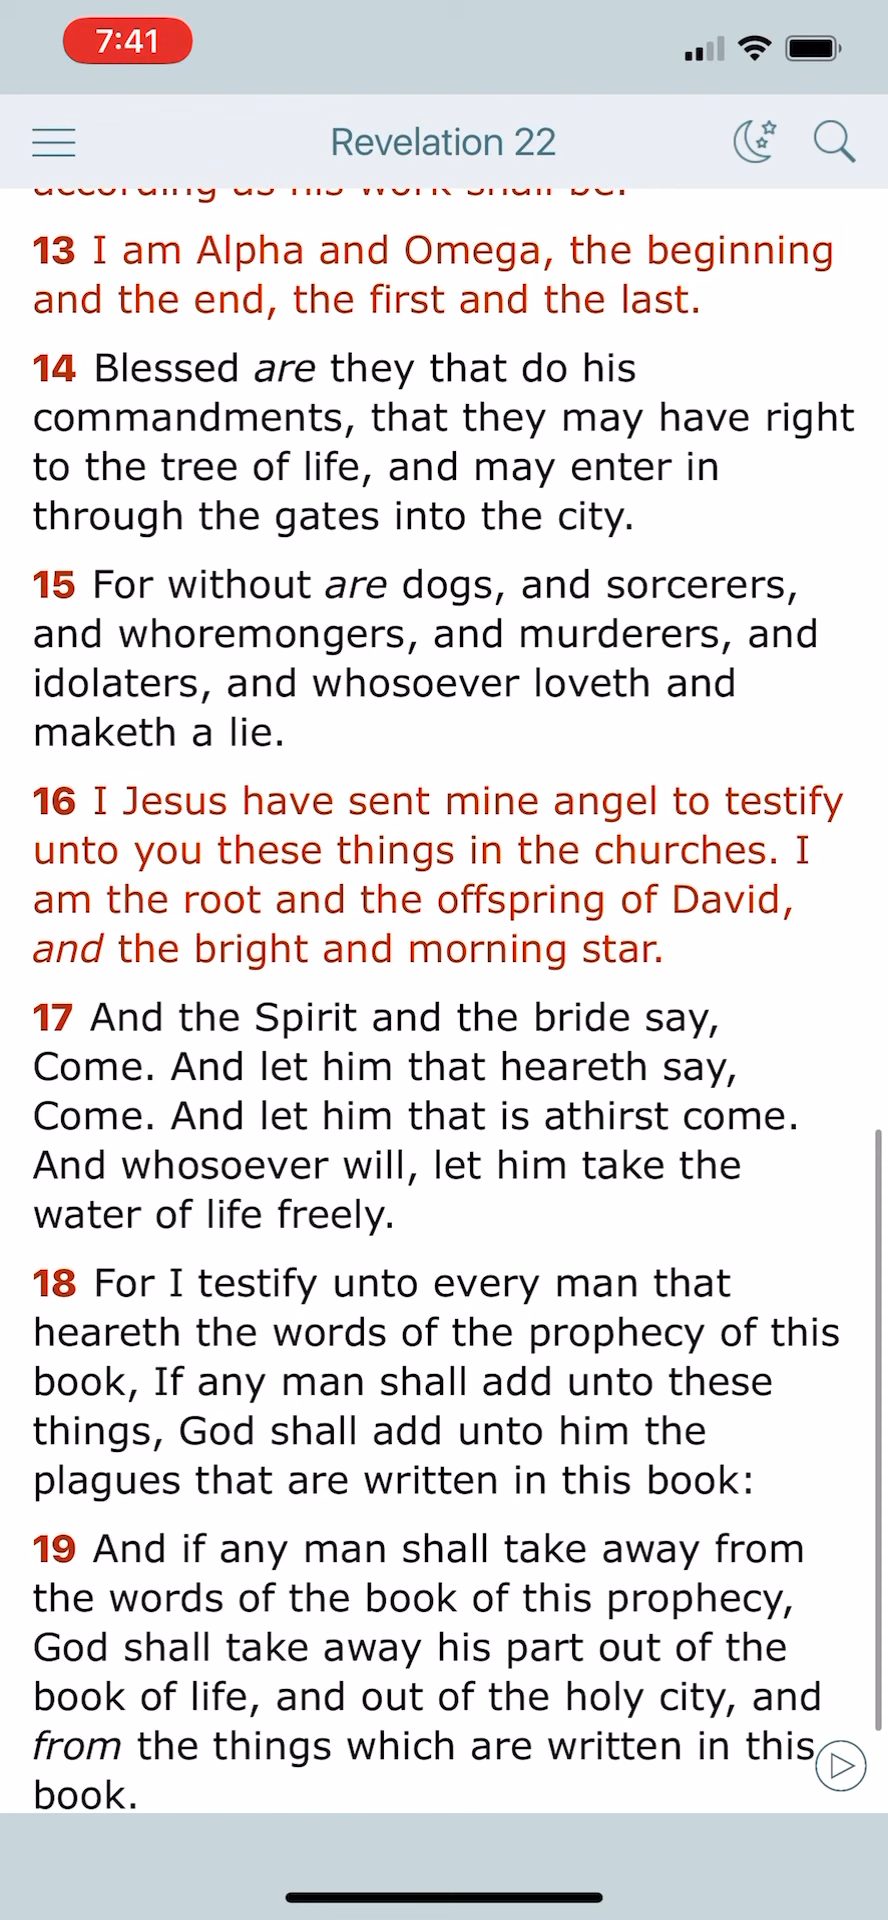 7:41
Revelation 22
according as his work shall be.
13 I am Alpha and Omega, the beginning
and the end, the first and the last.
14 Blessed are they that do his
commandments, that they may have right
to the tree of life, and may enter in
through the gates into the city.
15 For without are dogs, and sorcerers,
and whoremongers, and murderers, and
idolaters, and whosoever loveth and
maketh a lie.
16 I Jesus have sent mine angel to testify
unto you these things in the churches. I
am the root and the offspring of David,
and the bright and morning star.
17 And the Spirit and the bride say,
Come. And let him that heareth say,
Come. And let him that is athirst come.
And whosoever will, let him take the
water of life freely.
18 For I testify unto every man that
heareth the words of the prophecy of this
book, If any man shall add unto these
things, God shall add unto him the
plagues that are written in this book:
19 And if any man shall take away from
the words of the book of this prophecy,
God shall take away his part out of the
book of life, and out of the holy city, and
from the things which are written in this
book.